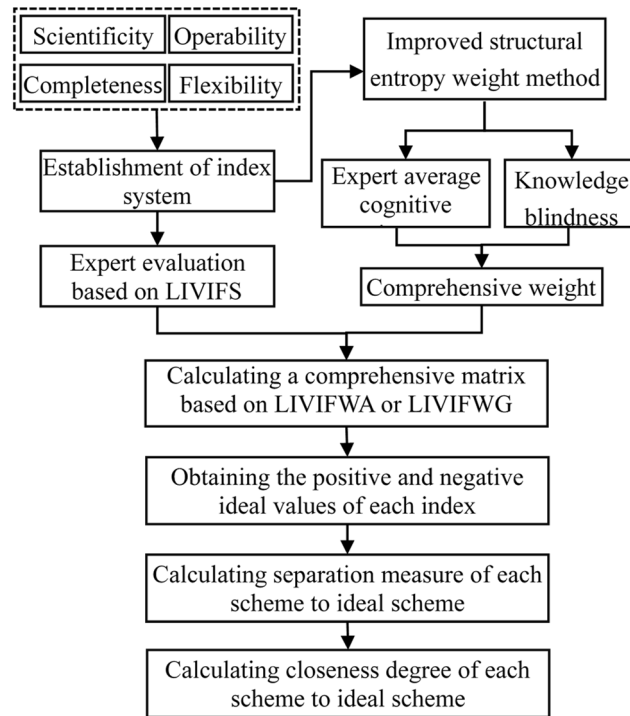 Scientificity
Operability
Completeness
Flexibility
Improved structural
entropy weight method
Establishment of index
system
Expert average
cognitive
Knowledge
blindness
Expert evaluation
based on LIVIFS
Comprehensive weight
Calculating a comprehensive matrix
based on LIVIFWA or LIVIFWG
Obtaining the positive and negative
ideal values of each index
Calculating separation measure of each
scheme to ideal scheme
Calculating closeness degree of each
scheme to ideal scheme